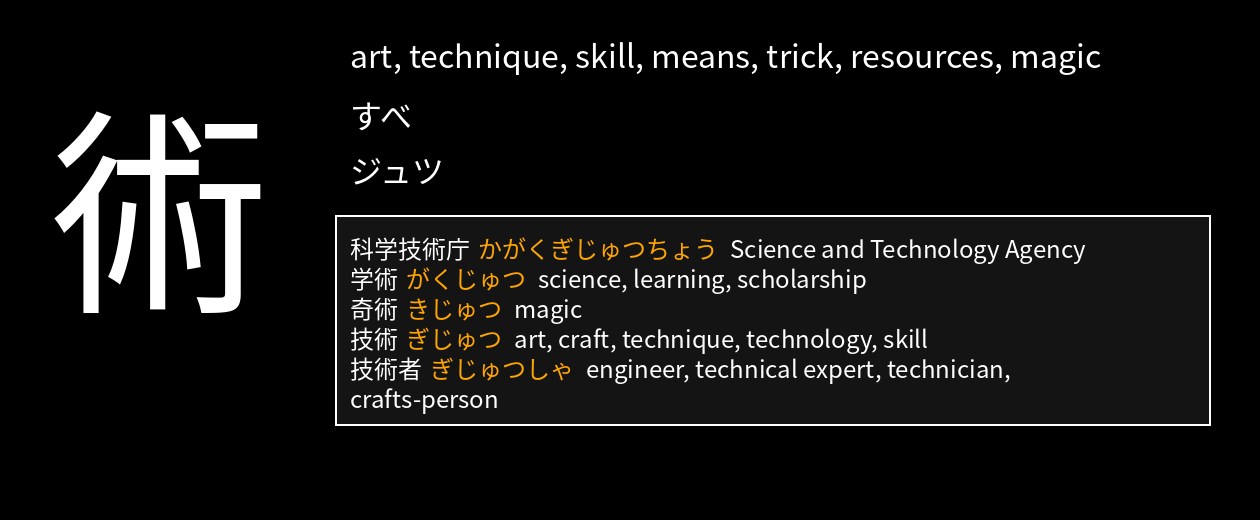 術
art, technique, skill, means, trick, resources, magic
すべ
ジュツ
科学技術庁 かがくぎじゅつちょう Science and Technology Agency
学術 がくじゅつ science, learning, scholarship
奇術 きじゅつ magic
技術 ぎじゅつ art, craft, technique, technology, skill
技術者 ぎじゅつしゃ engineer, technical expert, technician,
crafts-person